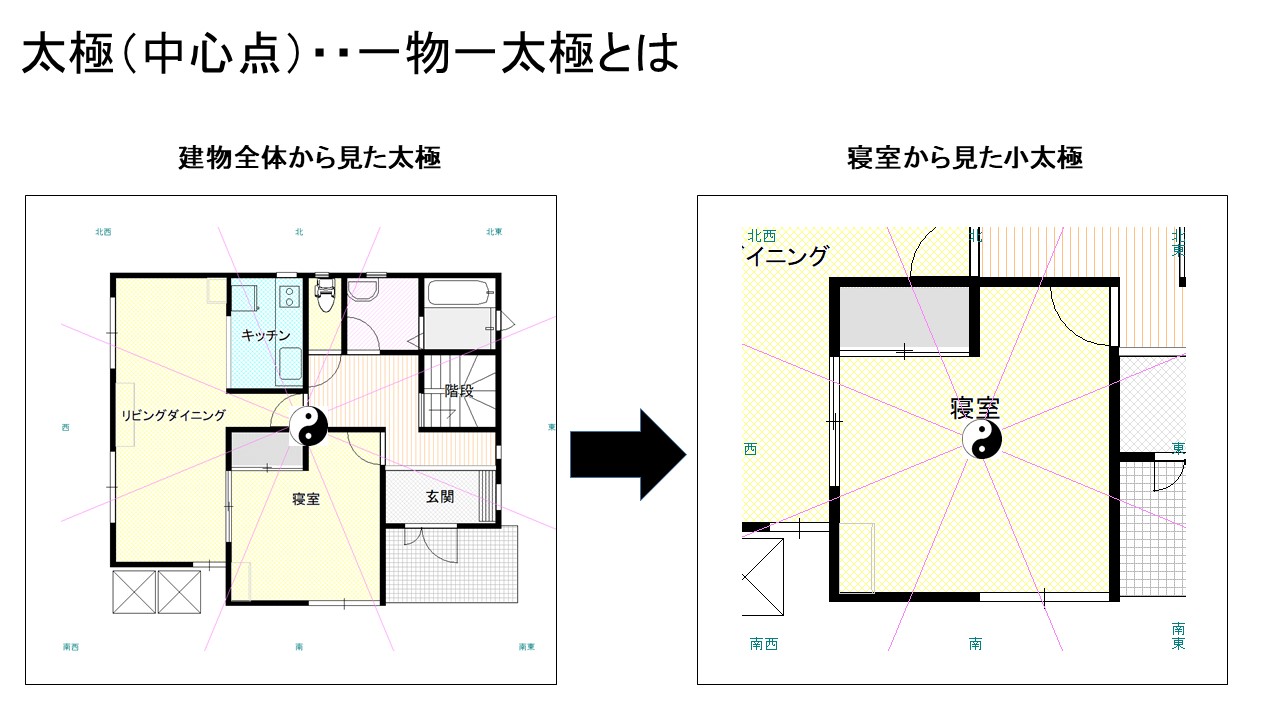 太極（中心点）・・一物一太極とは
建物全体から見た太極
北西
北
北東
キッチン
階段
リビングダイニング
西
東
寝室
玄関
南西
南
南東
寝室から見た小太極
北西
北
北東
イニング
寝室
西
東
南西
南
南東